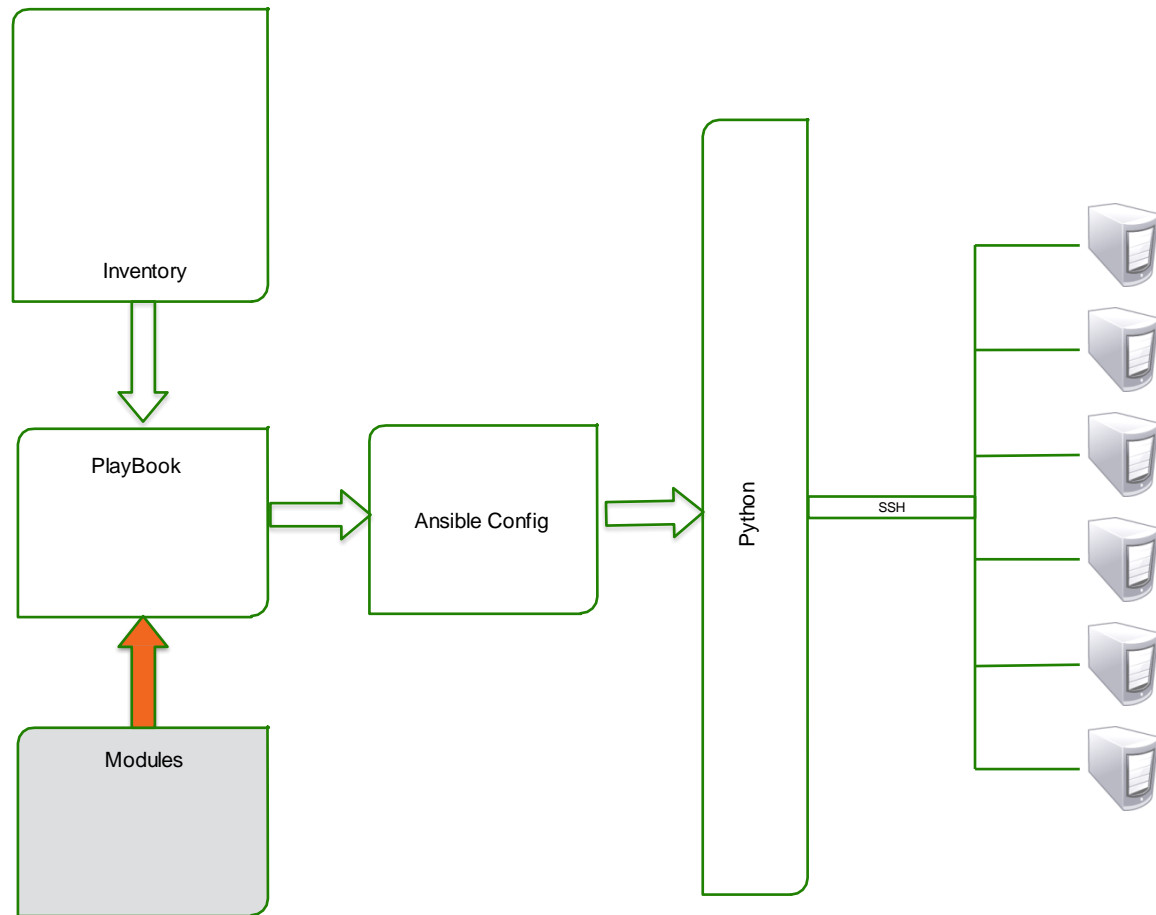 Inventory
PlayBook
Ansible Config
Python
SSH
Modules